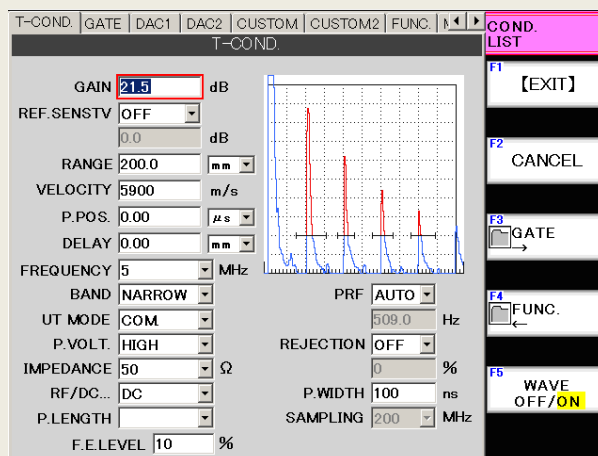 T-COND. GATE DAC1 DAC2 CUSTOM CUSTOM2 FUNC.
T-COND.
GAIN 21.5 dB
REF.SENSTV OFF
0.0 dB
RANGE 200.0 mm
VELOCITY 5900 m/s
P.POS. 0.00 μs
DELAY 0.00 mm
FREQUENCY 5 MHz
BAND NARROW
UT MODE COM.
P.VOLT. HIGH
IMPEDANCE 50 Ω
RF/DC... DC
P.LENGTH
F.E.LEVEL 10 %
PRF AUTO
509.0 Hz
REJECTION OFF
0 %
P.WIDTH 100 ns
SAMPLING 200 MHz
COND.
LIST
F1
【EXIT】
F2
CANCEL
F3
GATE
→
F4
FUNC.
←
F5
WAVE
OFF/ON